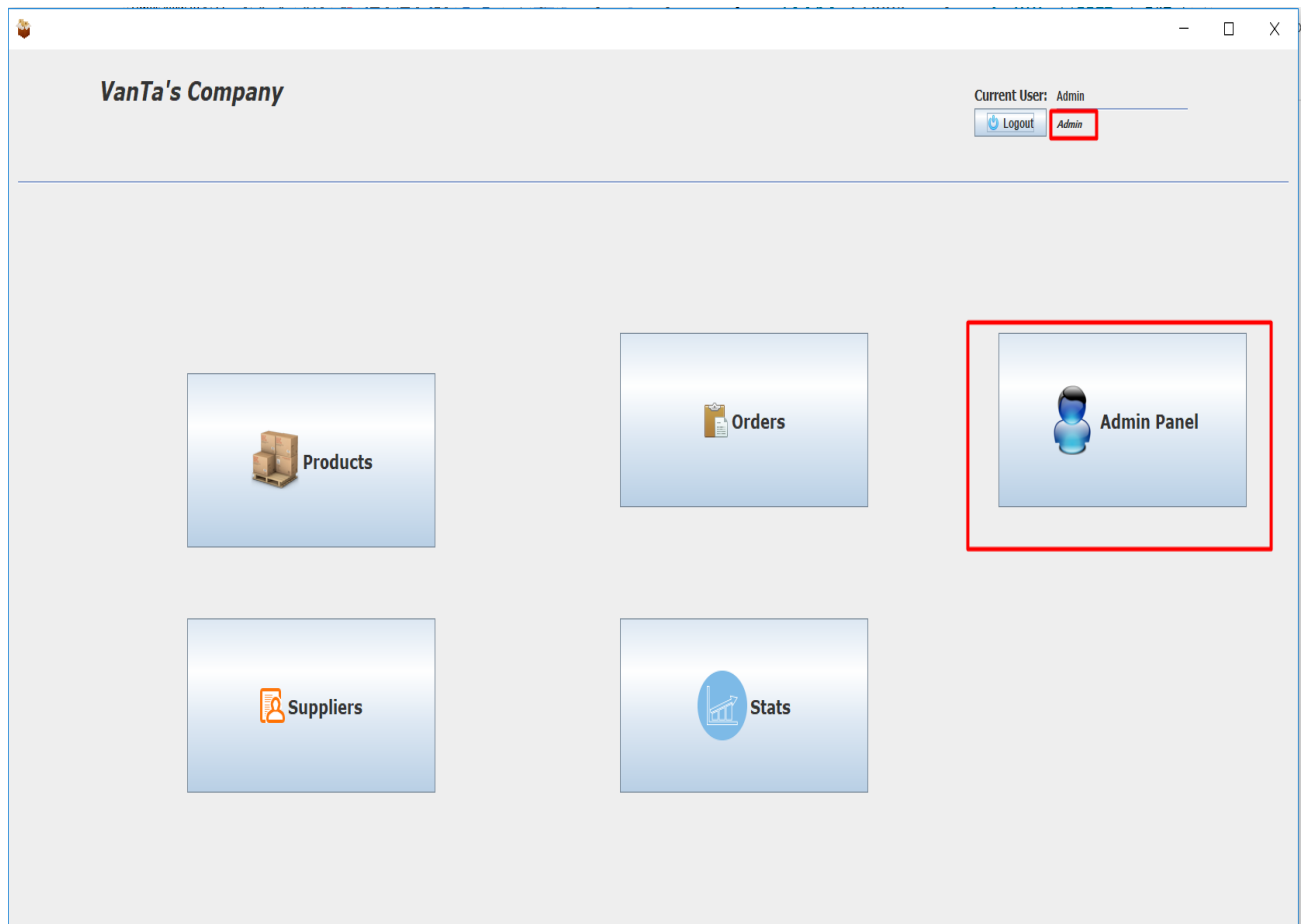 VanTa's Company
Current User: Admin
Logout Admin
Products
Orders
Admin Panel
Suppliers
Stats